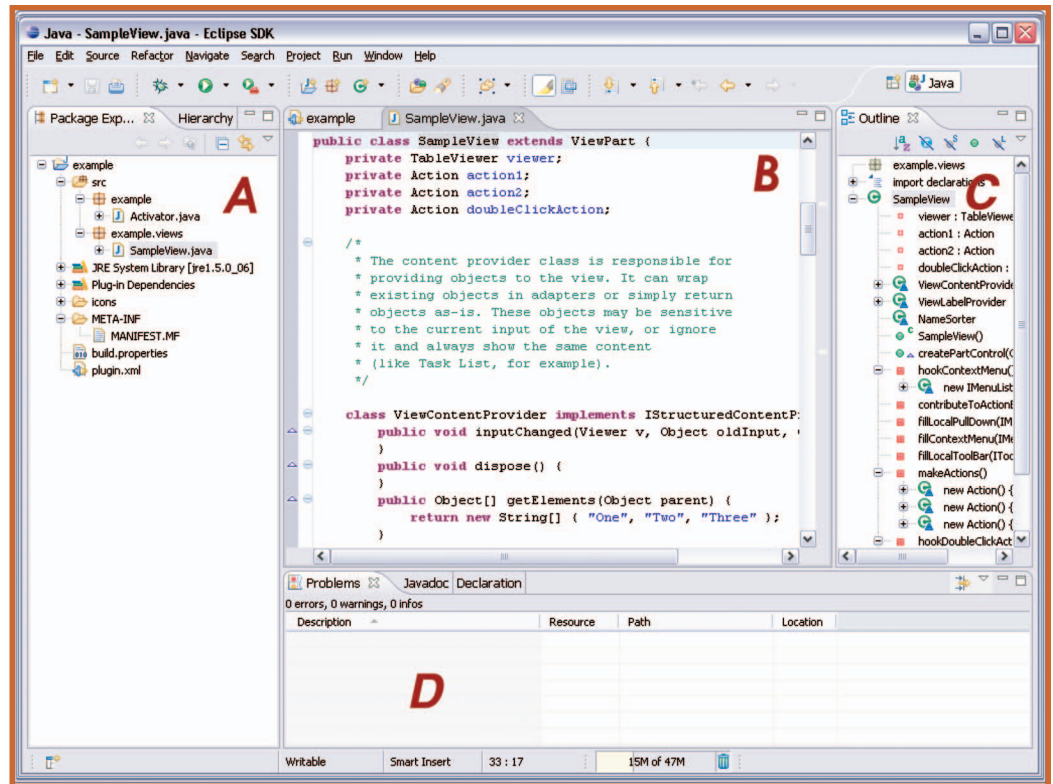 Java - SampleView.java - Eclipse SDK
File Edit Source Refactor Navigate Search Project Run Window Help
Java
Package Exp... Hierarchy
example
src
example
Activator.java
example.views
SampleView.java
JRE System Library [jre1.5.0_06]
Plug-in Dependencies
icons
META-INF
MANIFEST.MF
build.properties
plugin.xml
A
example SampleView.java
public class SampleView extends ViewPart {
private TableViewer viewer;
private Action action1;
private Action action2;
private Action doubleClickAction;
/*
* The content provider class is responsible for
* providing objects to the view. It can wrap
* existing objects in adapters or simply return
* objects as-is. These objects may be sensitive
* to the current input of the view, or ignore
* it and always show the same content
* (like Task List, for example).
*/
class ViewContentProvider implements IStructuredContentP
public void inputChanged(Viewer v, Object oldInput,
}
public void dispose() {
}
public Object[] getElements(Object parent) {
return new String[] { "One", "Two", "Three" };
}
B
Outline
example.views
import declarations
SampleView
viewer : TableViewe
action1 : Action
action2 : Action
doubleClickAction :
ViewContentProvide
ViewLabelProvider
NameSorter
SampleView()
createPartControl(C
hookContextMenu()
new IMenuList
contributeToActionB
fillLocalPullDown(IM
fillContextMenu(IMe
fillLocalToolBar(IToo
makeActions()
new Action() {
new Action() {
new Action() {
hookDoubleClickAct
C
Problems Javadoc Declaration
0 errors, 0 warnings, 0 infos
Description Resource Path Location
D
Writable Smart Insert 33 : 17 15M of 47M